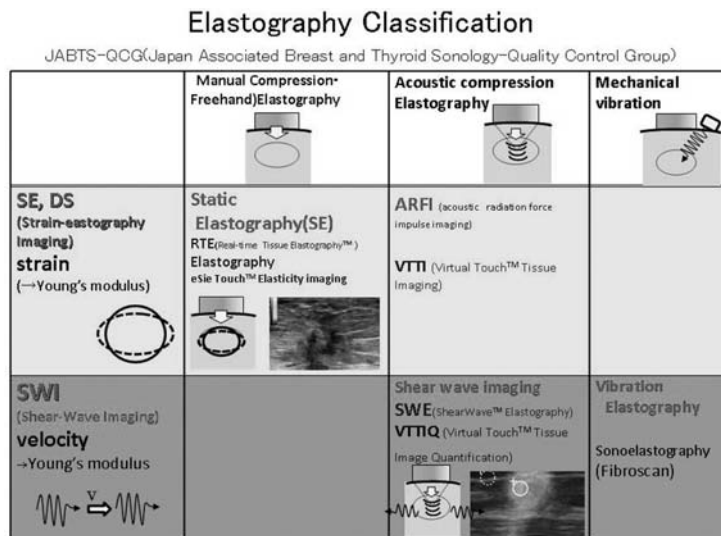 Elastography Classification
JABTS-QCG(Japan Associated Breast and Thyroid Sonology-Quality Control Group)
Manual Compression・
Freehand)Elastography
Acoustic compression
Elastography
Mechanical
vibration
SE, DS
(Strain-eastography
Imaging)
strain
(→Young's modulus)
Static
Elastography(SE)
RTE(Real-time Tissue Elastography™ )
Elastography
eSie Touch™ Elasticity imaging
ARFI (acoustic radiation force
impulse imaging)
VTTI (Virtual Touch™ Tissue
Imaging)
SWI
(Shear-Wave Imaging)
velocity
→Young's modulus
V
Shear wave imaging
SWE(ShearWave™ Elastography)
VTTIQ (Virtual Touch™ Tissue
Image Quantification)
Vibration
Elastography
Sonoelastography
(Fibroscan)